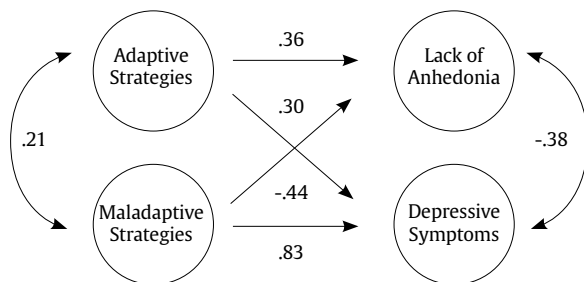 Adaptive
Strategies
.36
Lack of
Anhedonia
.30
.21
-.38
Maladaptive
Strategies
-.44
.83
Depressive
Symptoms